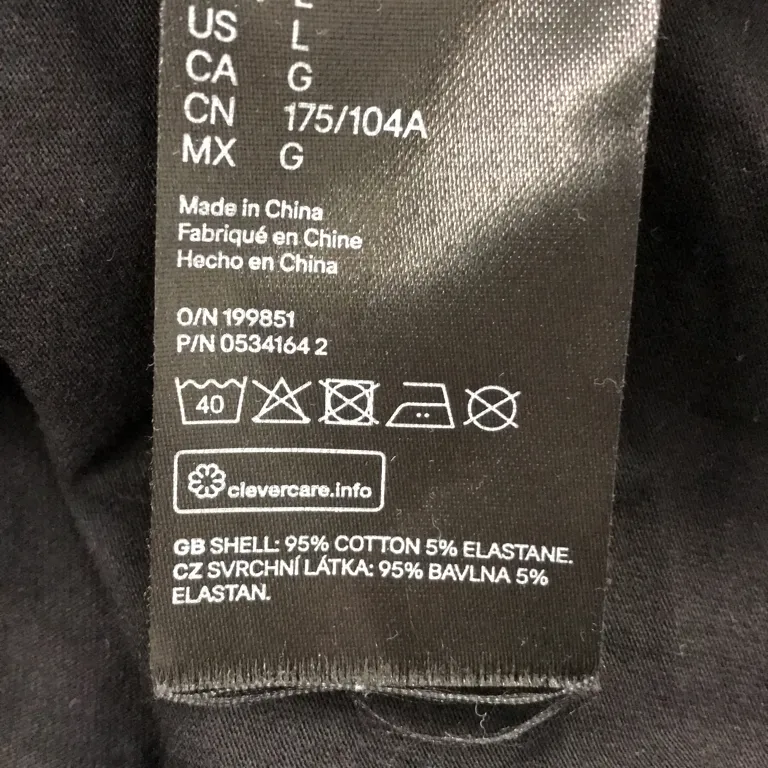 US L
CA G
CN 175/104A
MX G
Made in China
Fabriqué en Chine
Hecho en China
O/N 199851
P/N 0534164 2
40
clevercare.info
GB SHELL: 95% COTTON 5% ELASTANE.
CZ SVRCHNÍ LÁTKA: 95% BAVLNA 5%
ELASTAN.